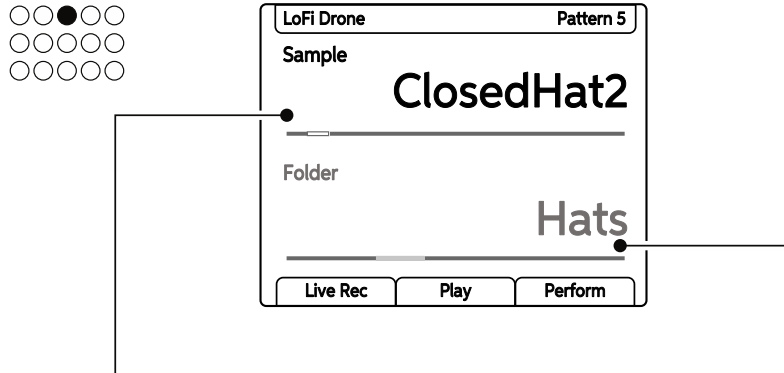 LoFi Drone Pattern 5
Sample
ClosedHat2
Folder
Hats
Live Rec Play Perform